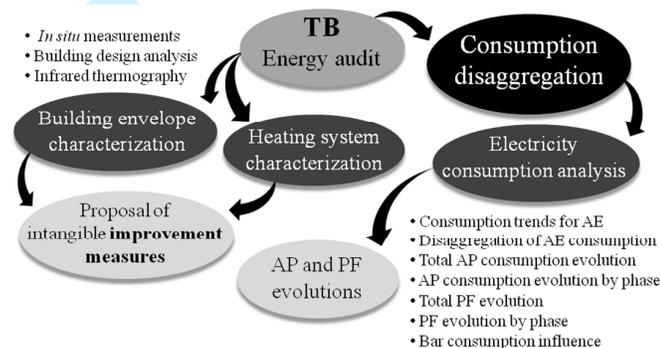 TB
Energy audit
• In situ measurements
• Building design analysis
• Infrared thermography
Consumption
disaggregation
Building envelope
characterization
Heating system
characterization
Electricity
consumption analysis
Proposal of
intangible improvement
measures
AP and PF
evolutions
• Consumption trends for AE
• Disaggregation of AE consumption
• Total AP consumption evolution
• AP consumption evolution by phase
• Total PF evolution
• PF evolution by phase
• Bar consumption influence